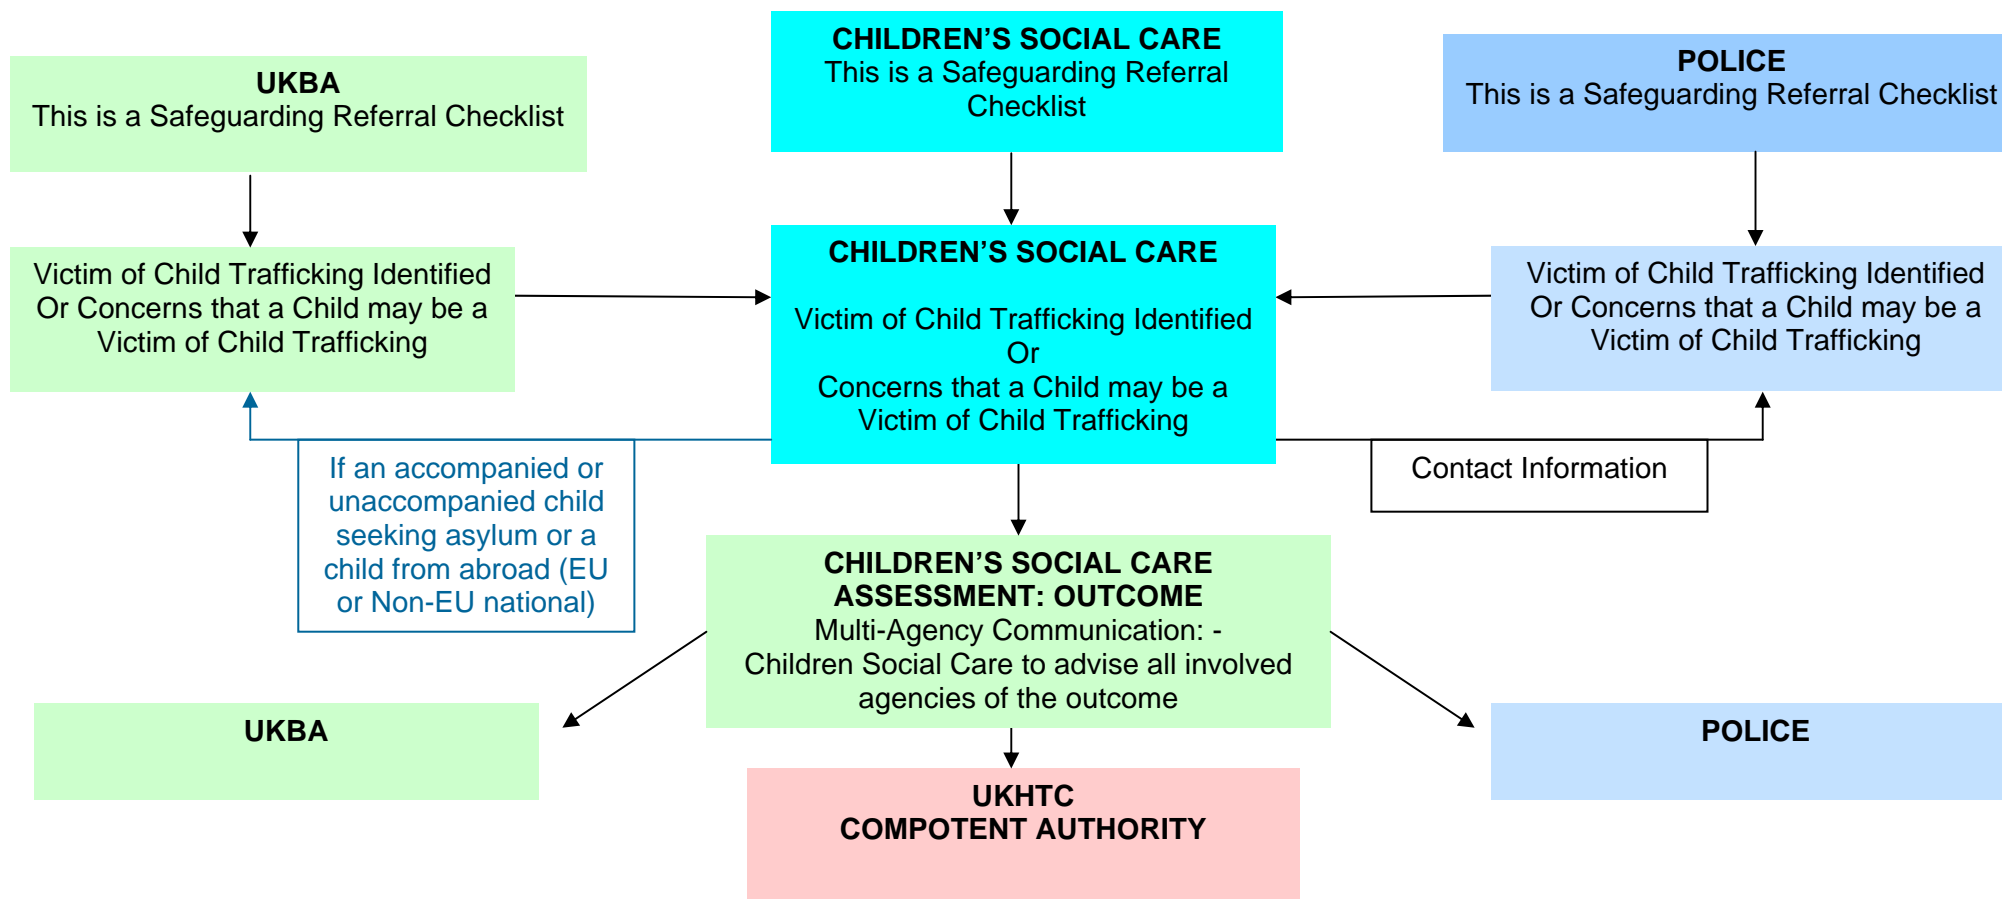 UKBA
This is a Safeguarding Referral Checklist
CHILDREN’S SOCIAL CARE
This is a Safeguarding Referral
Checklist
POLICE
This is a Safeguarding Referral Checklist
Victim of Child Trafficking Identified
Or Concerns that a Child may be a
Victim of Child Trafficking
CHILDREN’S SOCIAL CARE
Victim of Child Trafficking Identified
Or
Concerns that a Child may be a
Victim of Child Trafficking
Victim of Child Trafficking Identified
Or Concerns that a Child may be a
Victim of Child Trafficking
If an accompanied or
unaccompanied child
seeking asylum or a
child from abroad (EU
or Non-EU national)
Contact Information
CHILDREN’S SOCIAL CARE
ASSESSMENT: OUTCOME
Multi-Agency Communication: -
Children Social Care to advise all involved
agencies of the outcome
UKBA
POLICE
UKHTC
COMPOTENT AUTHORITY